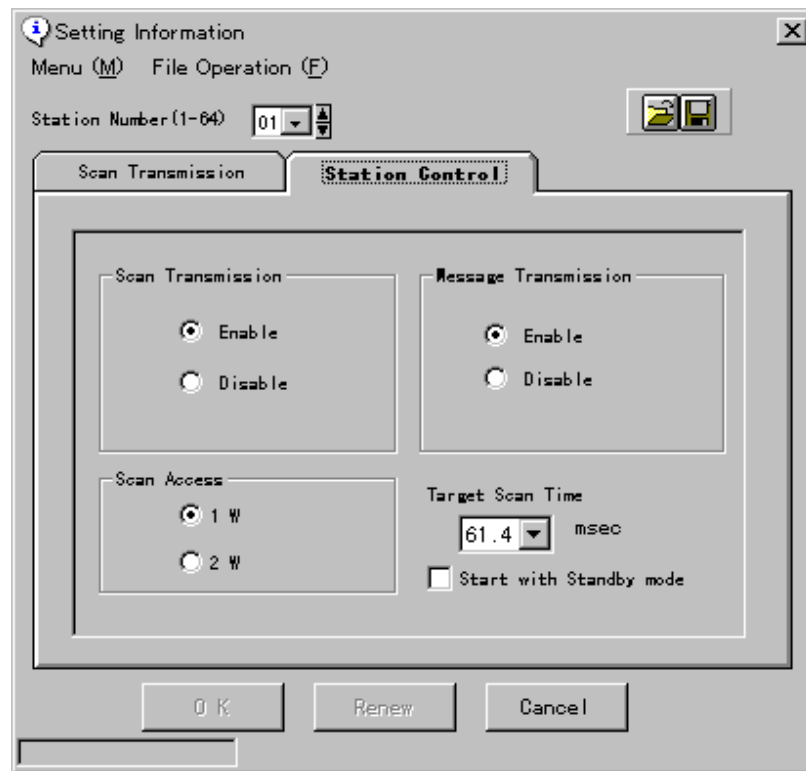 Setting Information
Menu (M) File Operation (F)
Station Number(1-64) 01
Scan Transmission Station Control
Scan Transmission
Enable
Disable
Message Transmission
Enable
Disable
Scan Access
1 W
2 W
Target Scan Time
61.4 msec
Start with Standby mode
O K Renew Cancel